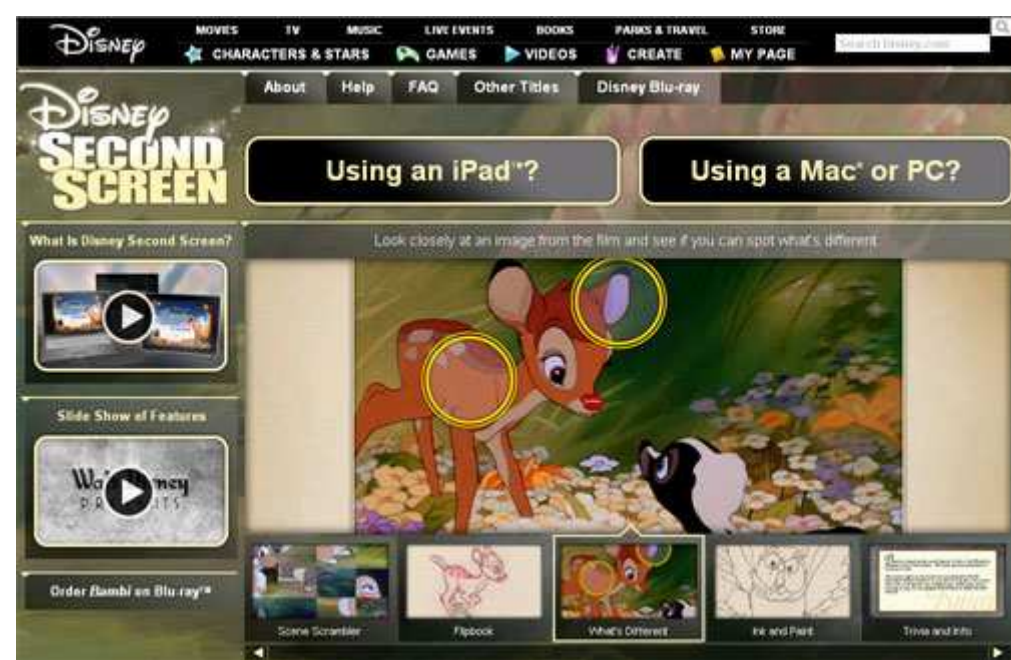 Disney
MOVIES TV MUSIC LIVE EVENTS BOOKS PARKS & TRAVEL STORE
Search Disney.com
CHARACTERS & STARS GAMES VIDEOS CREATE MY PAGE
About Help FAQ Other Titles Disney Blu-ray
Disney
SECOND
SCREEN
Using an iPad™*?
Using a Mac® or PC?
What Is Disney Second Screen?
Look closely at an image from the film and see if you can spot what's different
Slide Show of Features
Order Bambi on Blu-ray™
Scene Scrambler
Flipbook
What's Different
Ink and Paint
Trivia and Info